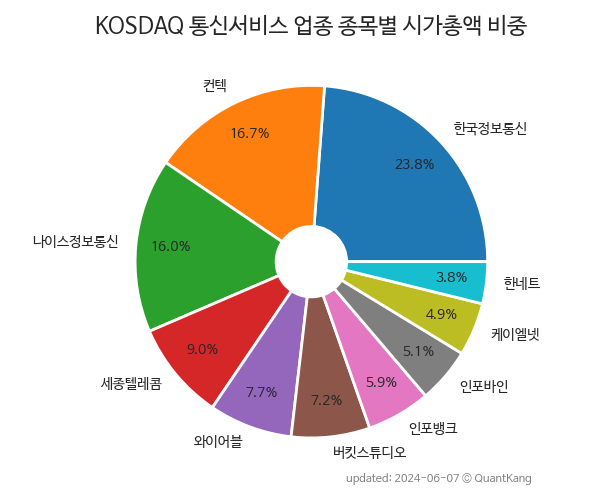 KOSDAQ 통신서비스 업종 종목별 시가총액 비중
한국정보통신
23.8%
컨텍
16.7%
나이스정보통신
16.0%
세종텔레콤
9.0%
와이어블
7.7%
버킷스튜디오
7.2%
인포뱅크
5.9%
인포바인
5.1%
케이엘넷
4.9%
한네트
3.8%
updated: 2024-06-07 © QuantKang